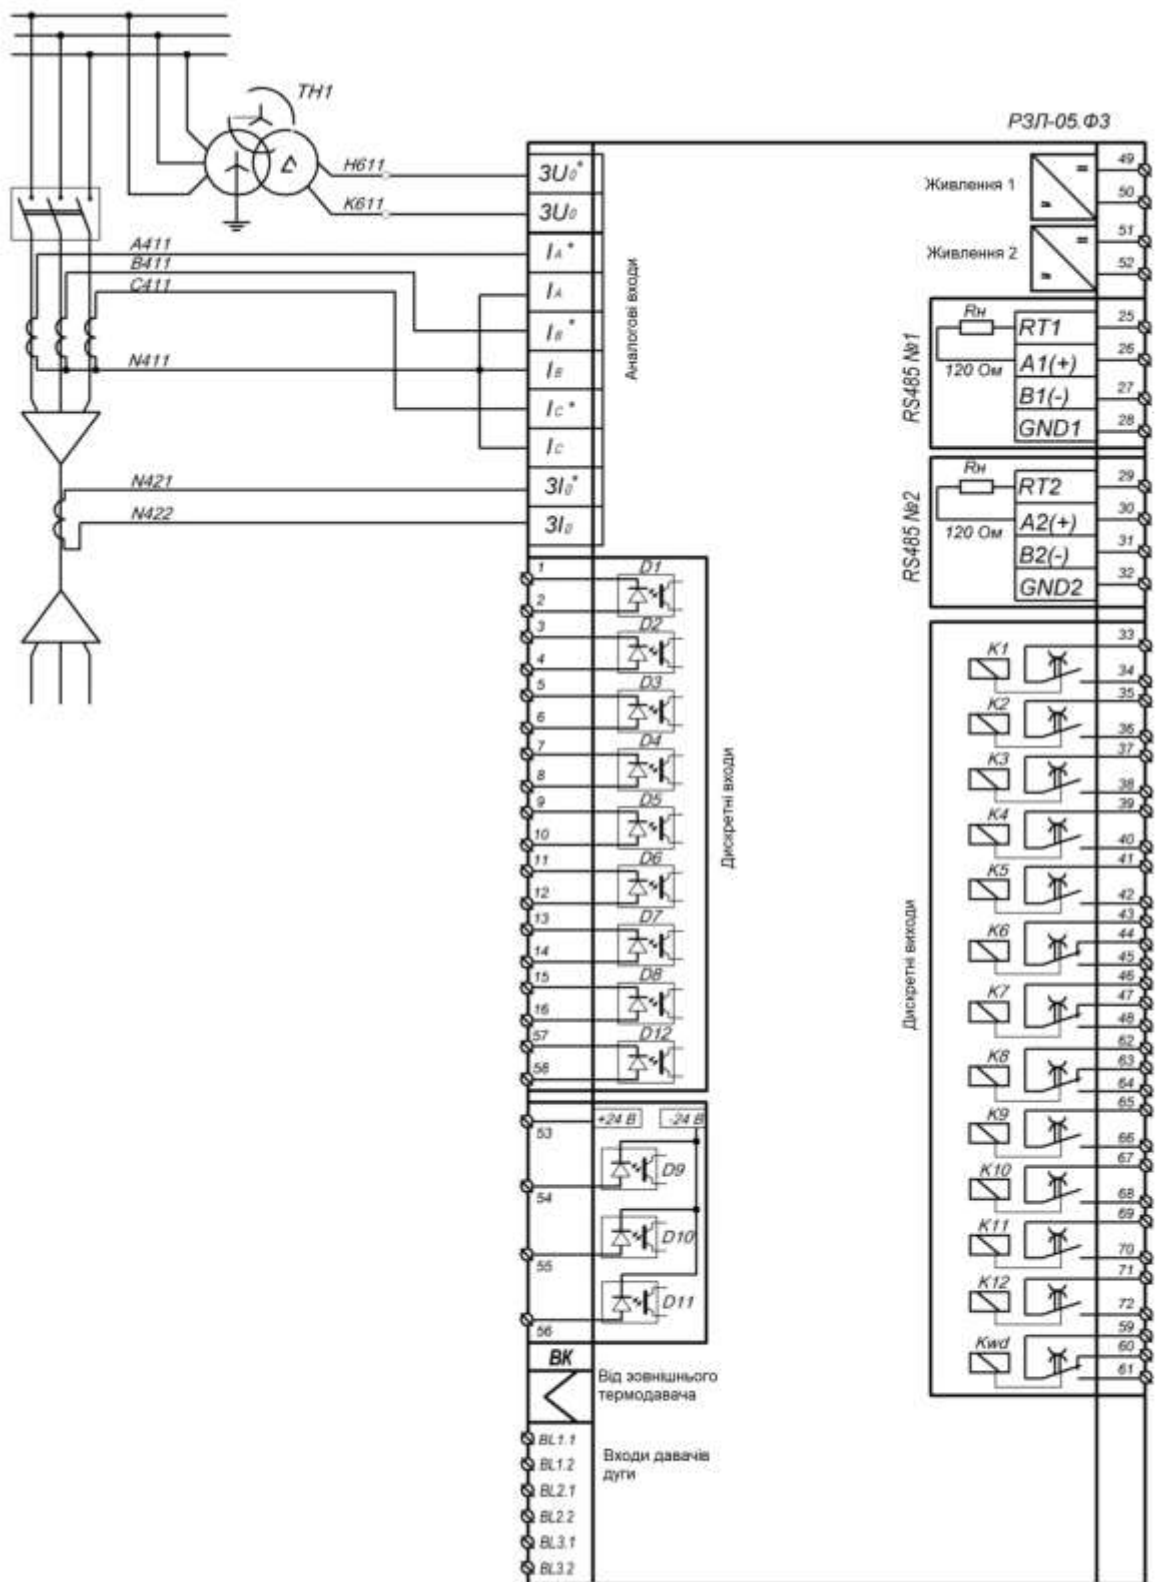 ТН1
РЗЛ-05.Ф3
Н611
К611
А411
В411
С411
N411
N421
N422
3U0*
3U0
IA*
IA
IB*
IB
IC*
IC
3I0*
3I0
Аналогові входи
Живлення 1
49
50
Живлення 2
51
52
RS485 №1
Rн
120 Ом
RT1
25
A1(+)
26
B1(-)
27
GND1
28
RS485 №2
Rн
120 Ом
RT2
29
A2(+)
30
B2(-)
31
GND2
32
Дискретні входи
1
D1
2
3
D2
4
5
D3
6
7
D4
8
9
D5
10
11
D6
12
13
D7
14
15
D8
16
57
D12
58
+24 В
-24 В
53
D9
54
D10
55
D11
56
ВК
Від зовнішнього
термодавача
Входи давачів
дуги
BL1.1
BL1.2
BL2.1
BL2.2
BL3.1
BL3.2
Дискретні виходи
K1
33
34
K2
35
36
K3
37
38
K4
39
40
K5
41
42
K6
43
44
45
K7
46
47
48
K8
62
63
64
K9
65
66
K10
67
68
K11
69
70
K12
71
72
Kwd
59
60
61